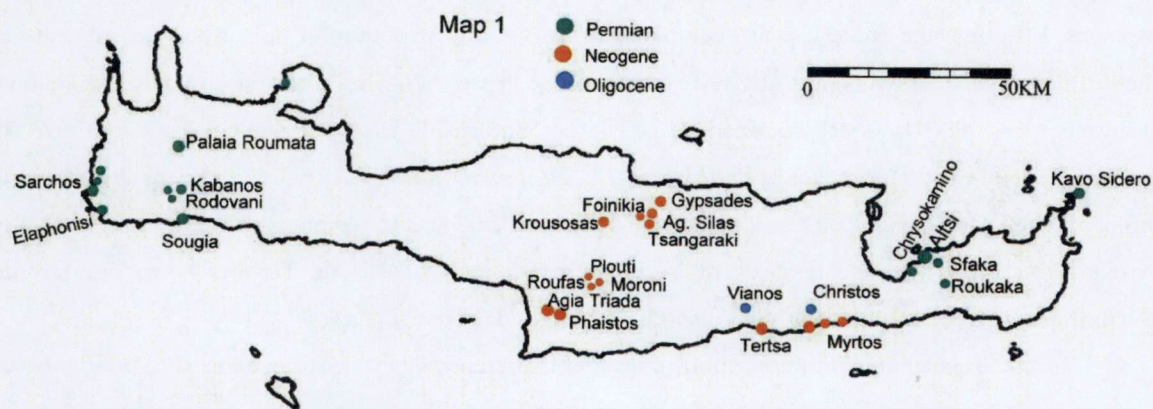 Map 1
Permian
Neogene
Oligocene
0 50KM
Palaia Roumata
Sarchos
Kabanos
Rodovani
Elaphonisi
Sougia
Krousosas
Foinikia
Gypsades
Ag. Silas
Tsangaraki
Plouti
Roufas
Moroni
Agia Triada
Phaistos
Vianos
Christos
Tertsa
Myrtos
Chrysokamino
Altsi
Kavo Sidero
Sfaka
Roukaka